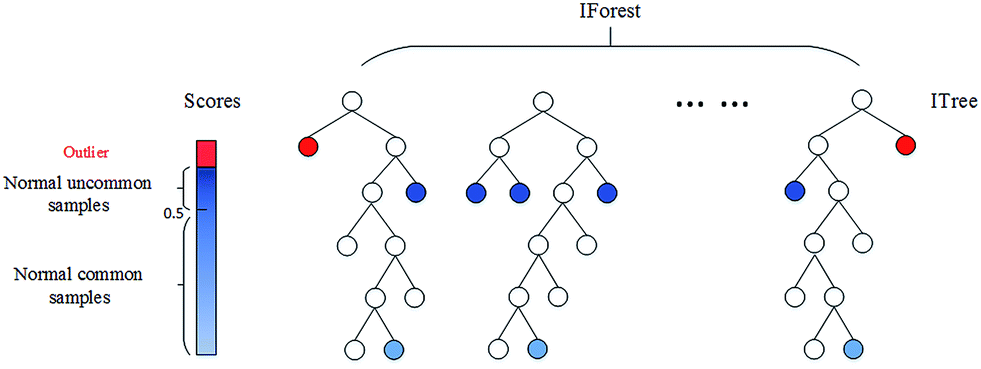 IForest
Scores
... ...
ITree
Outlier
Normal uncommon
samples
0.5
Normal common
samples